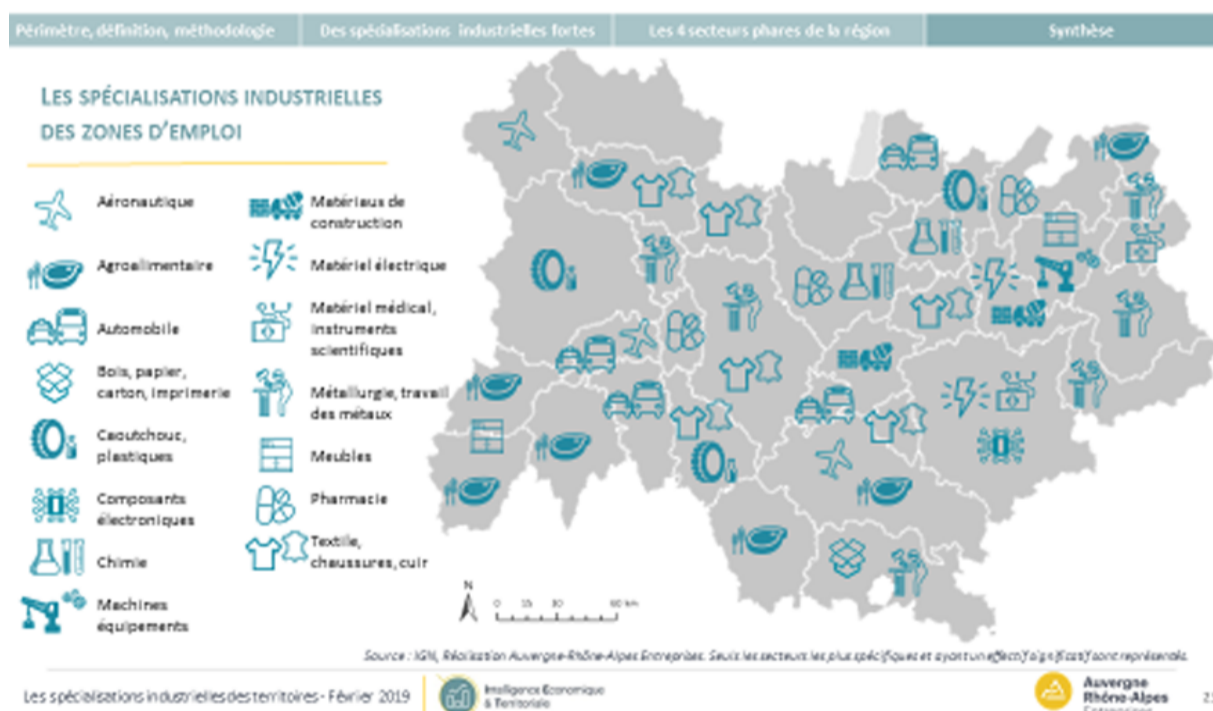 Périmètre, définition, méthodologie
Des spécialisations industrielles fortes
Les 4 secteurs phares de la région
Synthèse
LES SPÉCIALISATIONS INDUSTRIELLES
DES ZONES D'EMPLOI
Aéronautique
Agroalimentaire
Automobile
Bois, papier,
carton, imprimerie
Caoutchouc,
plastiques
Composants
électroniques
Chimie
Machines
équipements
Matériaux de
construction
Matériel électrique
Matériel médical,
instruments
scientifiques
Métallurgie, travail
des métaux
Meubles
Pharmacie
Textile,
chaussures, cuir
N
0 15 30 60 km
Source : IGN, Réalisation Auvergne-Rhône-Alpes Entreprises. Seuls les secteurs les plus spécifiques et ayant un effectif significatif sont représentés.
Les spécialisations industrielles des territoires - Février 2019
Intelligence Economique
& Territoriale
Auvergne
Rhône-Alpes
Entreprises